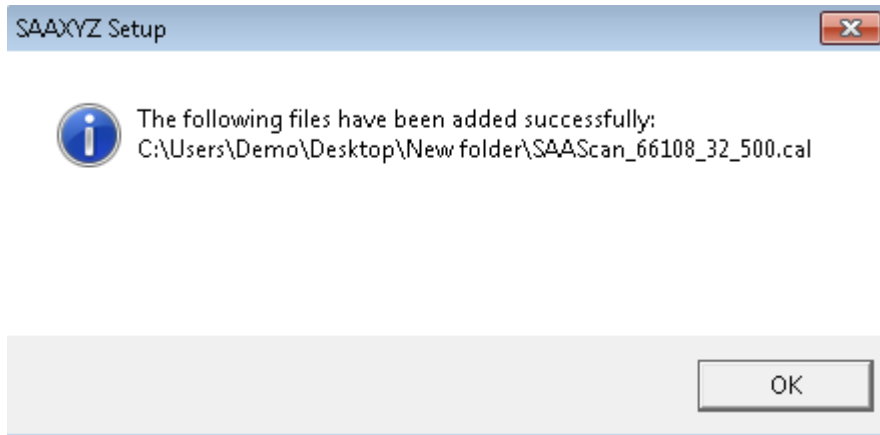 SAAXYZ Setup
The following files have been added successfully:
C:\Users\Demo\Desktop\New folder\SAAScan_66108_32_500.cal
OK